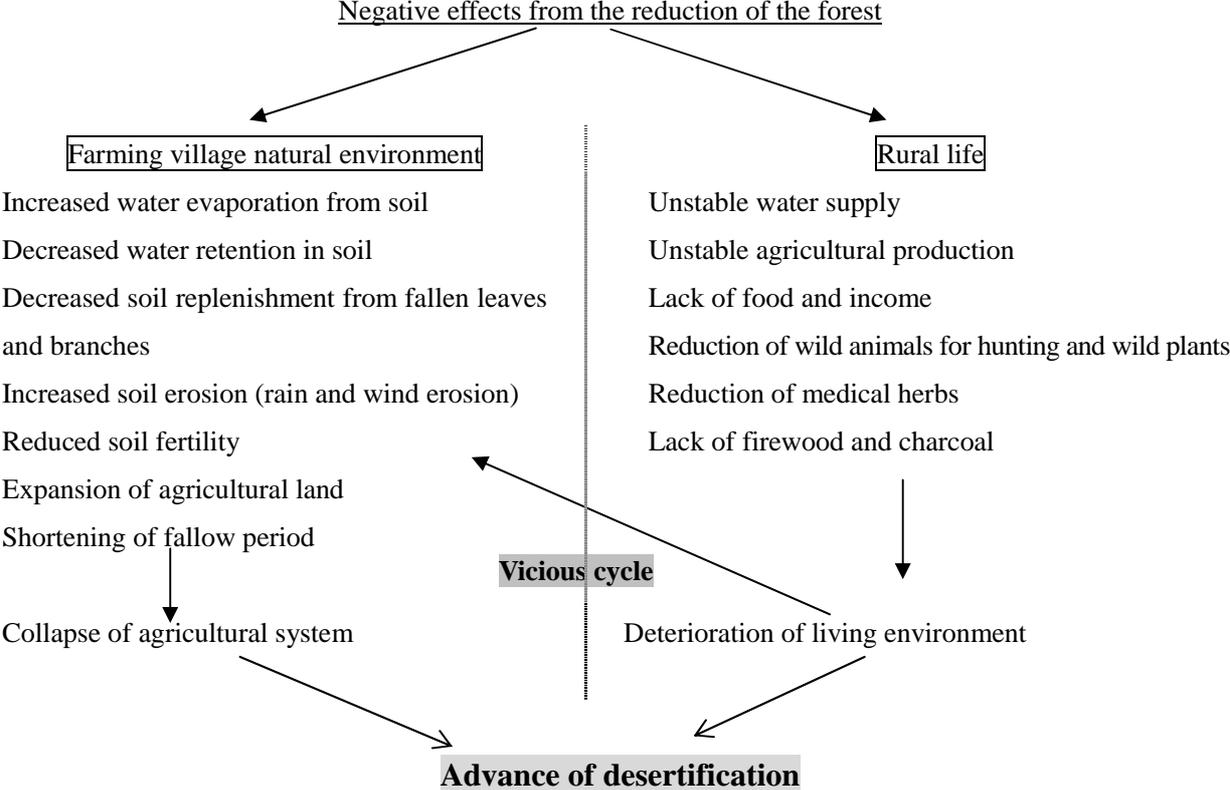 Negative effects from the reduction of the forest
Farming village natural environment
Increased water evaporation from soil
Decreased water retention in soil
Decreased soil replenishment from fallen leaves
and branches
Increased soil erosion (rain and wind erosion)
Reduced soil fertility
Expansion of agricultural land
Shortening of fallow period
Collapse of agricultural system
Rural life
Unstable water supply
Unstable agricultural production
Lack of food and income
Reduction of wild animals for hunting and wild plants
Reduction of medical herbs
Lack of firewood and charcoal
Deterioration of living environment
Vicious cycle
Advance of desertification